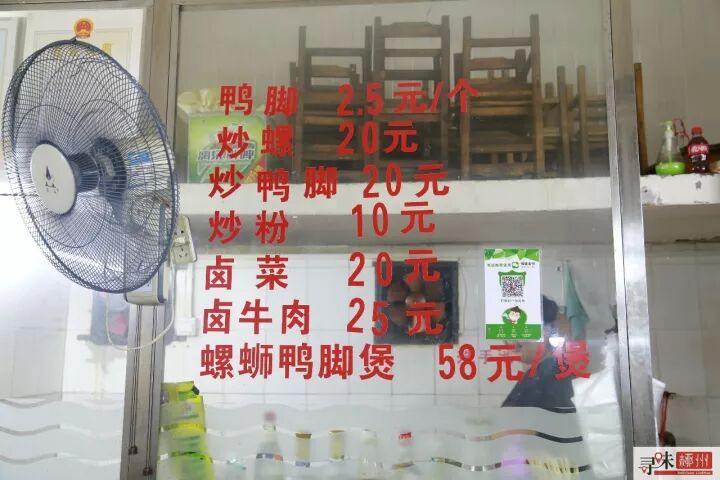 鸭脚 2.5元/个
炒螺 20元
炒鸭脚 20元
炒粉 10元
卤菜 20元
卤牛肉 25元
螺蛳鸭脚煲 58元/煲
寻味柳州